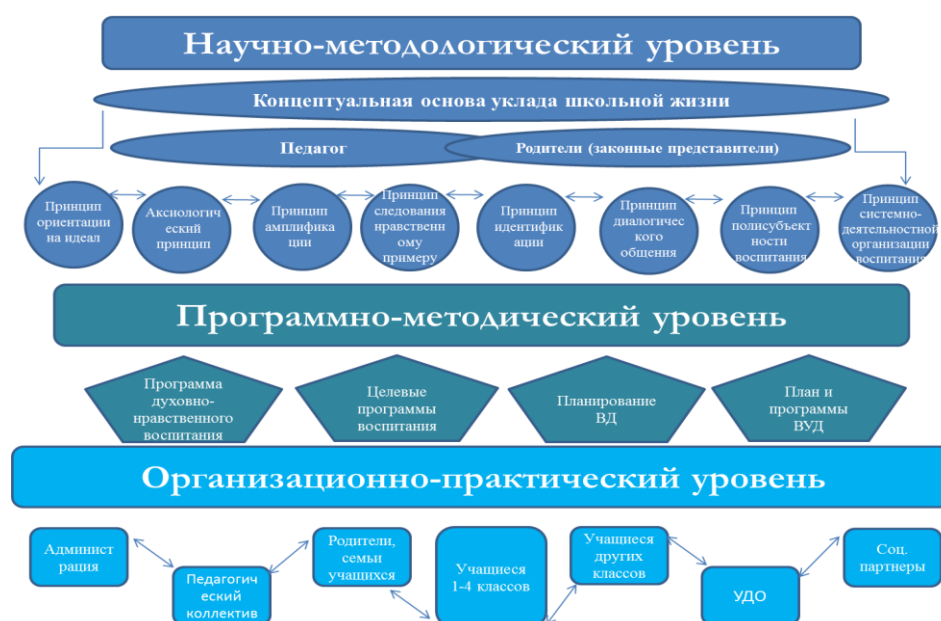 Научно-методологический уровень
Концептуальная основа уклада школьной жизни
Педагог
Родители (законные представители)
Принцип
ориентации
на идеал
Аксиологич
еский
принцип
Принцип
амплифика
ции
Принцип
следования
нравственн
ому
примеру
Принцип
идентифик
ации
Принцип
диалогичес
кого
общения
Принцип
полисубъект
ности
воспитания
Принцип
системно-
деятельностной
организации
воспитания
Программно-методический уровень
Программа
духовно-
нравственного
воспитания
Целевые
программы
воспитания
Планирование
ВД
План и
программы
ВУД
Организационно-практический уровень
Админист
рация
Педагогич
еский
коллектив
Родители,
семьи
учащихся
Учащиеся
1-4 классов
Учащиеся
других
классов
УДО
Соц.
партнеры